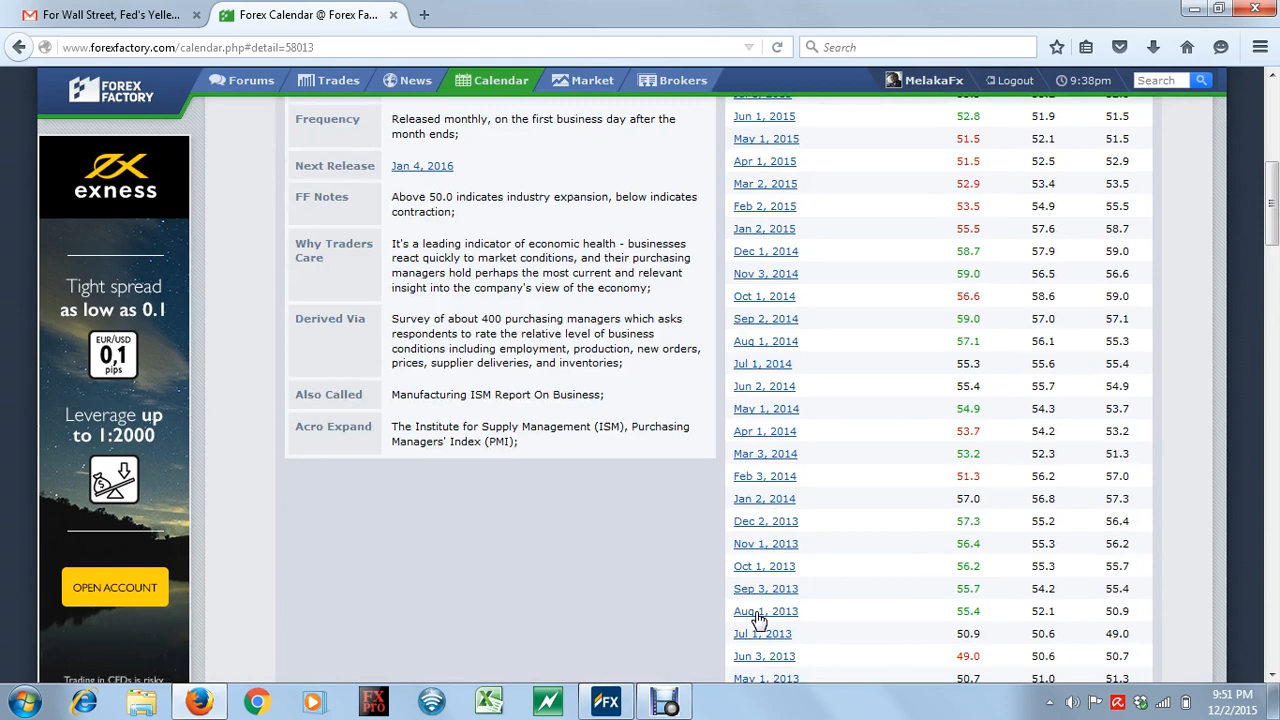 For Wall Street, Fed's Yelle...
Forex Calendar @ Forex Fa...
www.forexfactory.com/calendar.php#detail=58013
Search
FOREX
FACTORY
Forums
Trades
News
Calendar
Market
Brokers
MelakaFx
Logout
9:38pm
Search
Frequency
Released monthly, on the first business day after the
month ends;
Next Release
Jan 4, 2016
FF Notes
Above 50.0 indicates industry expansion, below indicates
contraction;
Why Traders
Care
It's a leading indicator of economic health - businesses
react quickly to market conditions, and their purchasing
managers hold perhaps the most current and relevant
insight into the company's view of the economy;
Derived Via
Survey of about 400 purchasing managers which asks
respondents to rate the relative level of business
conditions including employment, production, new orders,
prices, supplier deliveries, and inventories;
Also Called
Manufacturing ISM Report On Business;
Acro Expand
The Institute for Supply Management (ISM), Purchasing
Managers' Index (PMI);
Jun 1, 2015 52.8 51.9 51.5
May 1, 2015 51.5 52.1 51.5
Apr 1, 2015 51.5 52.5 52.9
Mar 2, 2015 52.9 53.4 53.5
Feb 2, 2015 53.5 54.9 55.5
Jan 2, 2015 55.5 57.6 58.7
Dec 1, 2014 58.7 57.9 59.0
Nov 3, 2014 59.0 56.5 56.6
Oct 1, 2014 56.6 58.6 59.0
Sep 2, 2014 59.0 57.0 57.1
Aug 1, 2014 57.1 56.1 55.3
Jul 1, 2014 55.3 55.6 55.4
Jun 2, 2014 55.4 55.7 54.9
May 1, 2014 54.9 54.3 53.7
Apr 1, 2014 53.7 54.2 53.2
Mar 3, 2014 53.2 52.3 51.3
Feb 3, 2014 51.3 56.2 57.0
Jan 2, 2014 57.0 56.8 57.3
Dec 2, 2013 57.3 55.2 56.4
Nov 1, 2013 56.4 55.3 56.2
Oct 1, 2013 56.2 55.3 55.7
Sep 3, 2013 55.7 54.2 55.4
Aug 1, 2013 55.4 52.1 50.9
Jul 1, 2013 50.9 50.6 49.0
Jun 3, 2013 49.0 50.6 50.7
May 1, 2013 50.7 51.0 51.3
exness
Tight spread
as low as 0.1
EUR/USD
0,1
pips
Leverage up
to 1:2000
OPEN ACCOUNT
Trading in CFDs is risky
FX
PRO
FX
9:51 PM
12/2/2015